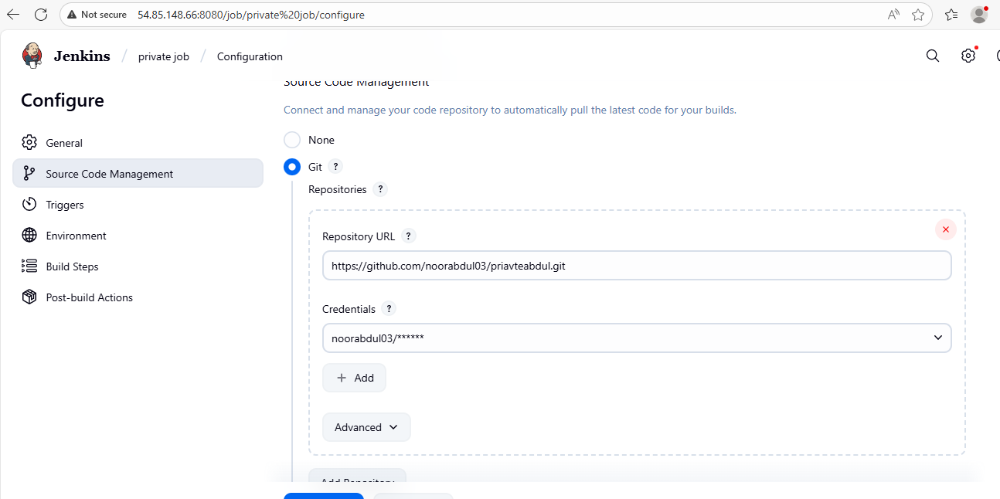 Not secure 54.85.148.66:8080/job/private%20job/configure A
Jenkins / private job / Configuration
Source Code Management
Configure
Connect and manage your code repository to automatically pull the latest code for your builds.
General
None
Source Code Management
Git ?
Repositories ?
Triggers
Environment
Repository URL ?
Build Steps
https://github.com/noorabdul03/priavteabdul.git
Post-build Actions
Credentials ?
noorabdul03/******
+ Add
Advanced
Add Repository